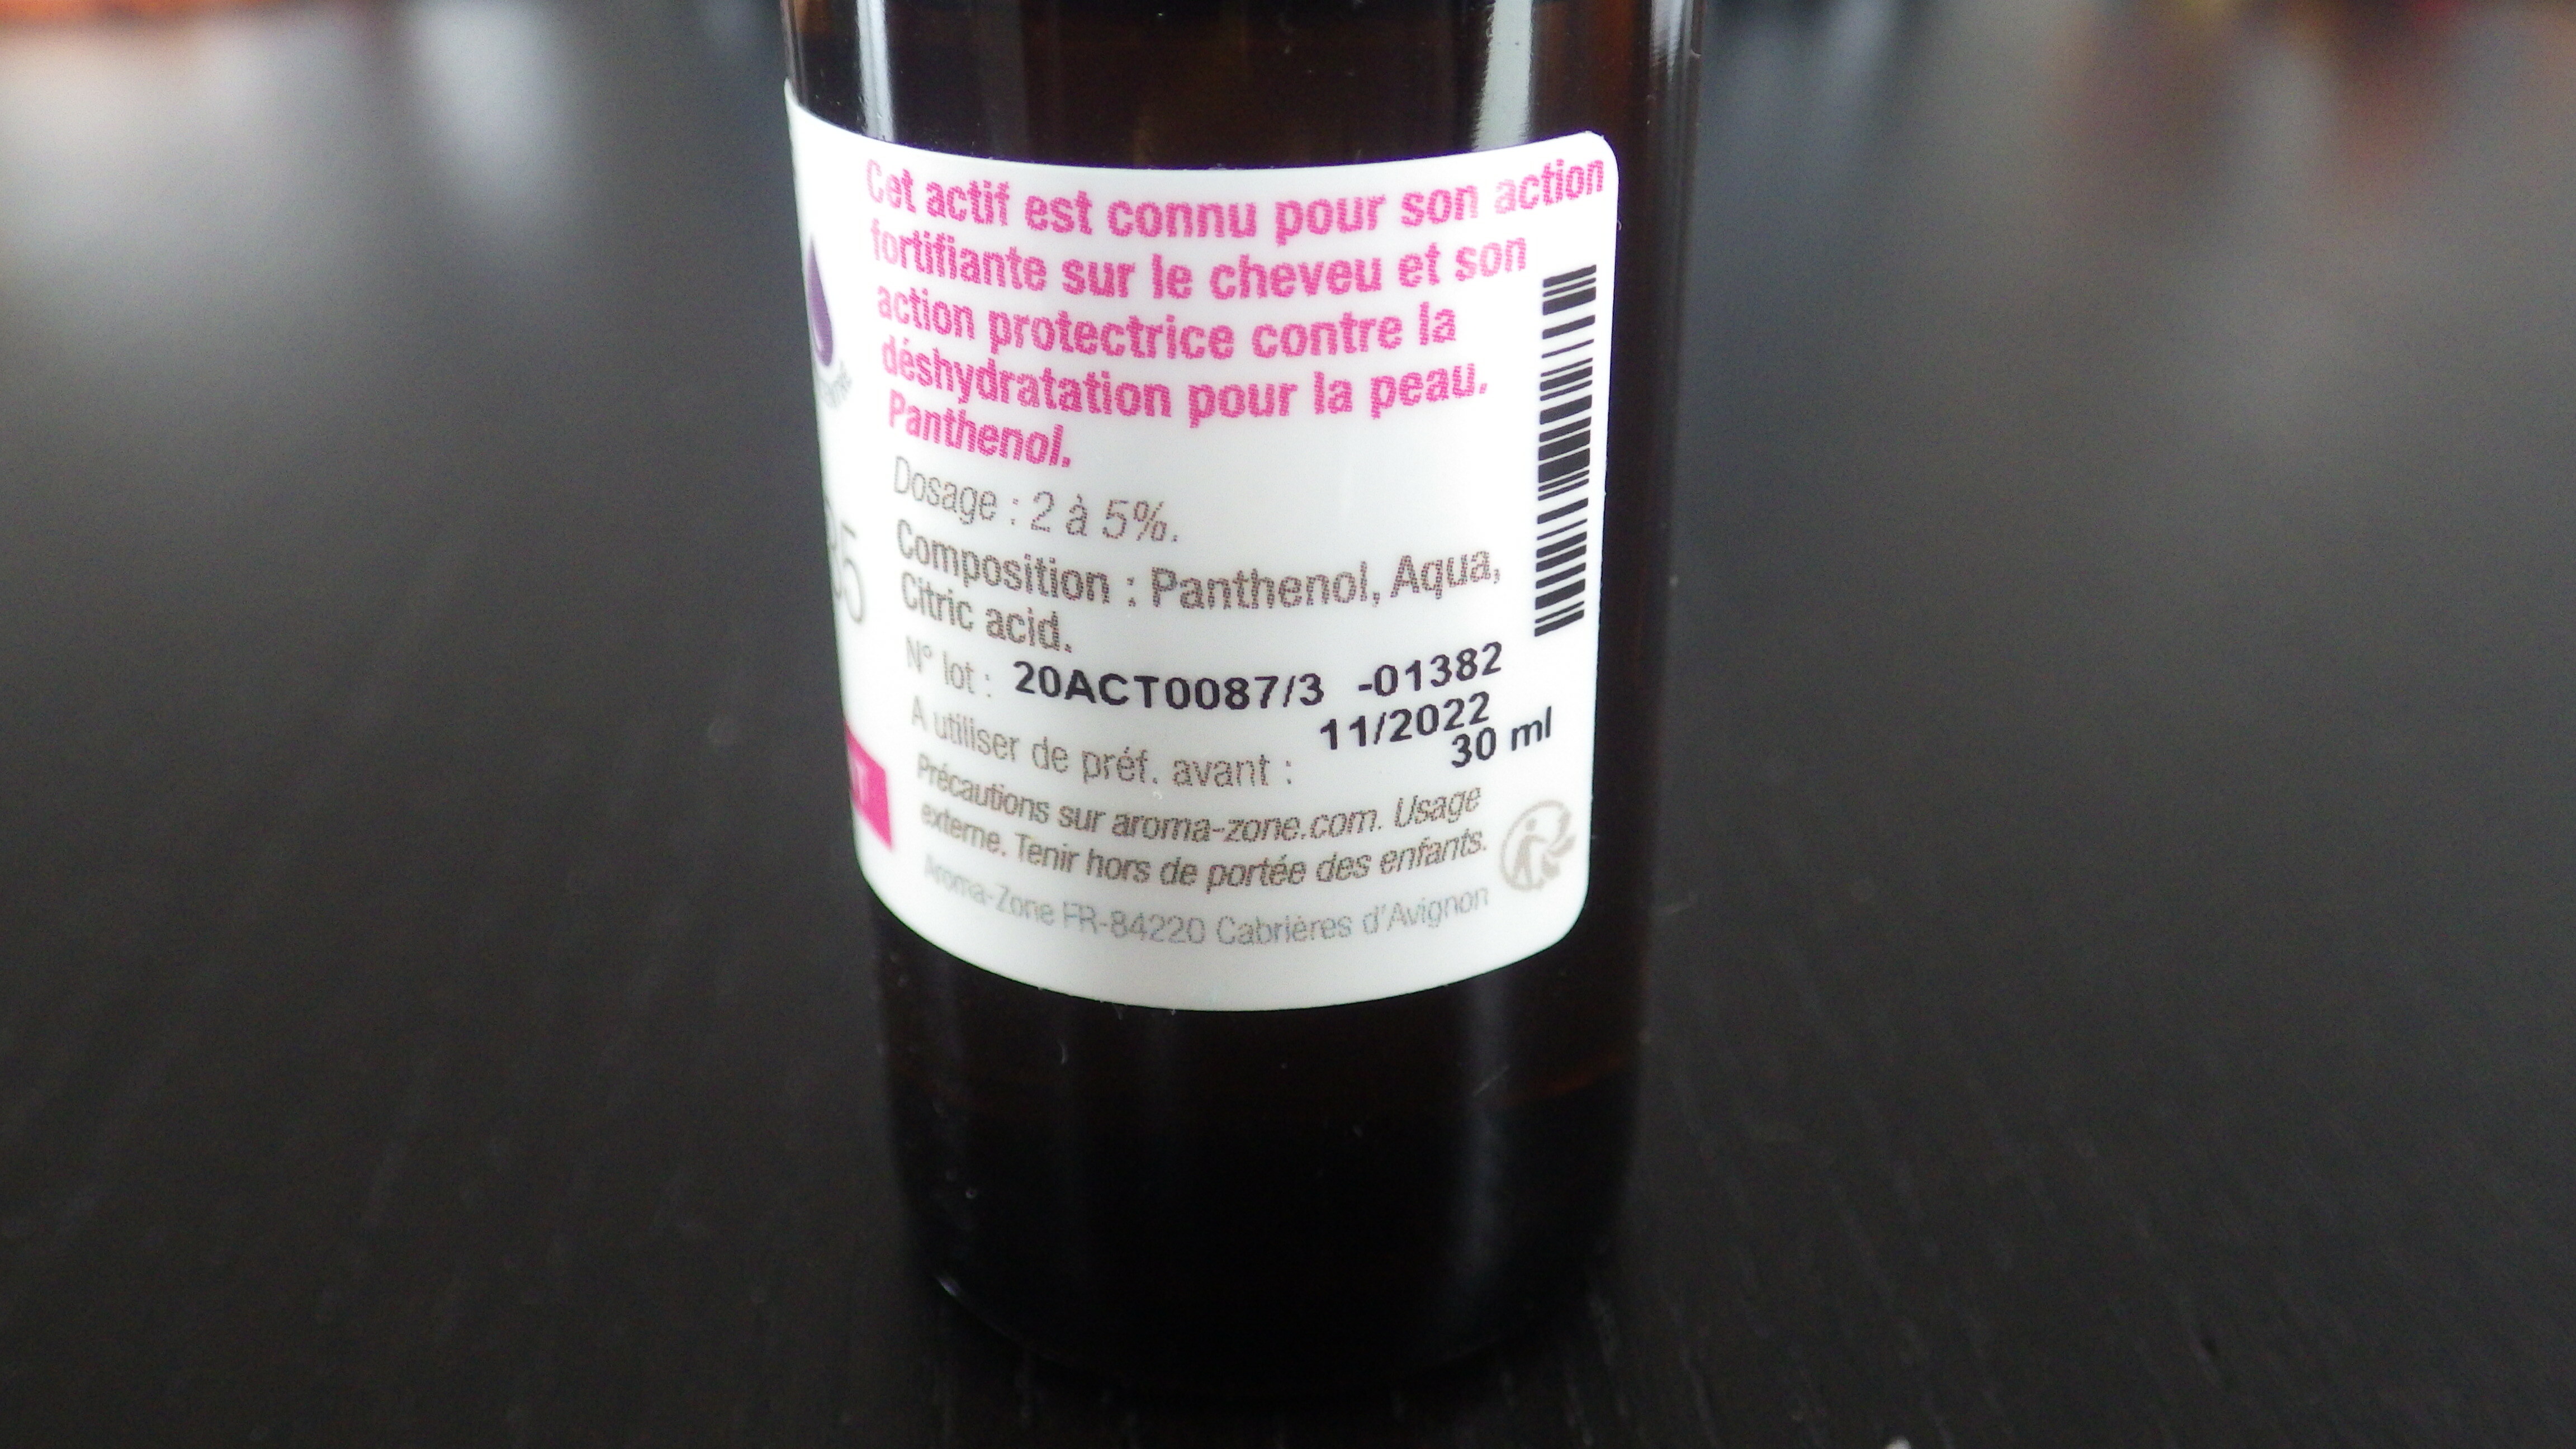 Cet actif est connu pour son action
fortifiante sur le cheveu et son
action protectrice contre la
déshydratation pour la peau.
Panthenol.
Dosage : 2 à 5%.
Composition : Panthenol, Aqua,
Citric acid.
N° lot : 20ACT0087/3 -01382
A utiliser de préf. avant : 11/2022
30 ml
Précautions sur aroma-zone.com. Usage
externe. Tenir hors de portée des enfants.
Aroma-Zone FR-84220 Cabrières d'Avignon
B5